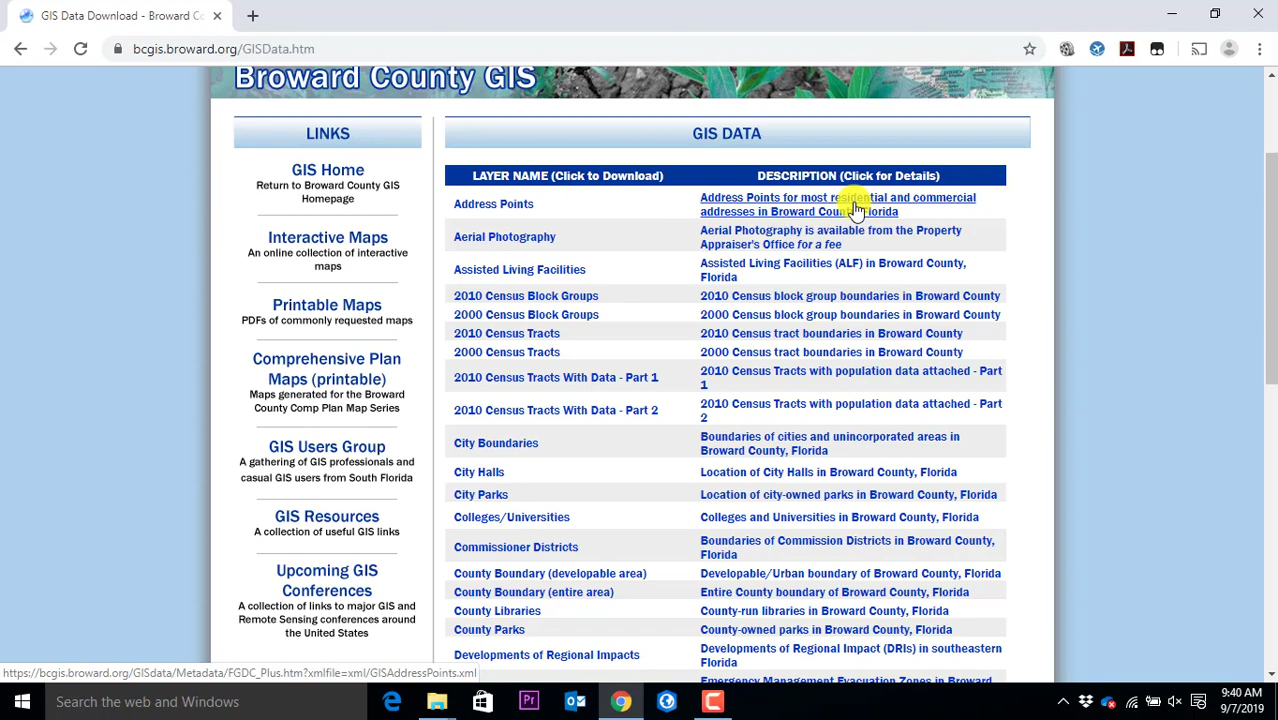 GIS Data Download - Broward Co
bcgis.broward.org/GISData.htm
Broward County GIS
LINKS
GIS Home
Return to Broward County GIS
Homepage
Interactive Maps
An online collection of interactive
maps
Printable Maps
PDFs of commonly requested maps
Comprehensive Plan
Maps (printable)
Maps generated for the Broward
County Comp Plan Map Series
GIS Users Group
A gathering of GIS professionals and
casual GIS users from South Florida
GIS Resources
A collection of useful GIS links
Upcoming GIS
Conferences
A collection of links to major GIS and
Remote Sensing conferences around
the United States
GIS DATA
LAYER NAME (Click to Download) DESCRIPTION (Click for Details)
Address Points
Address Points for most residential and commercial
addresses in Broward County, Florida
Aerial Photography
Aerial Photography is available from the Property
Appraiser's Office for a fee
Assisted Living Facilities
Assisted Living Facilities (ALF) in Broward County,
Florida
2010 Census Block Groups 2010 Census block group boundaries in Broward County
2000 Census Block Groups 2000 Census block group boundaries in Broward County
2010 Census Tracts 2010 Census tract boundaries in Broward County
2000 Census Tracts 2000 Census tract boundaries in Broward County
2010 Census Tracts With Data - Part 1
2010 Census Tracts with population data attached - Part
1
2010 Census Tracts With Data - Part 2
2010 Census Tracts with population data attached - Part
2
City Boundaries
Boundaries of cities and unincorporated areas in
Broward County, Florida
City Halls Location of City Halls in Broward County, Florida
City Parks Location of city-owned parks in Broward County, Florida
Colleges/Universities Colleges and Universities in Broward County, Florida
Commissioner Districts
Boundaries of Commission Districts in Broward County,
Florida
County Boundary (developable area) Developable/Urban boundary of Broward County, Florida
County Boundary (entire area) Entire County boundary of Broward County, Florida
County Libraries County-run libraries in Broward County, Florida
County Parks County-owned parks in Broward County, Florida
Developments of Regional Impacts
Developments of Regional Impact (DRIs) in southeastern
Florida
Emergency Management Evacuation Zones in Broward
https://bcgis.broward.org/GISdata/Metadata/FGDC_Plus.htm?xmlfile=xml/GISAddressPoints.xml
Search the web and Windows
9:40 AM
9/7/2019